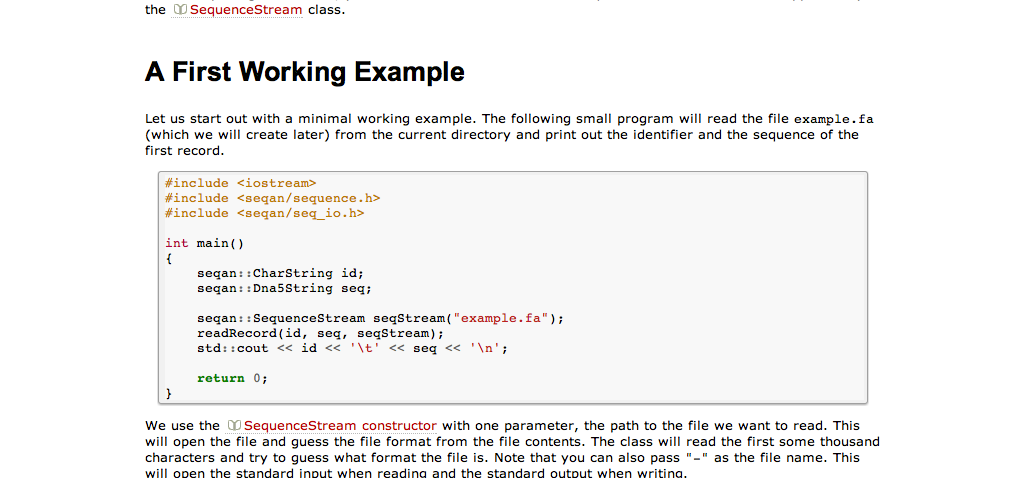 the SequenceStream class.
A First Working Example
Let us start out with a minimal working example. The following small program will read the file example.fa
(which we will create later) from the current directory and print out the identifier and the sequence of the
first record.
#include <iostream>
#include <seqan/sequence.h>
#include <seqan/seq_io.h>
int main()
{
    seqan::CharString id;
    seqan::Dna5String seq;
    seqan::SequenceStream seqStream("example.fa");
    readRecord(id, seq, seqStream);
    std::cout << id << '\t' << seq << '\n';
    return 0;
}
We use the SequenceStream constructor with one parameter, the path to the file we want to read. This
will open the file and guess the file format from the file contents. The class will read the first some thousand
characters and try to guess what format the file is. Note that you can also pass "-" as the file name. This
will open the standard input when reading and the standard output when writing.